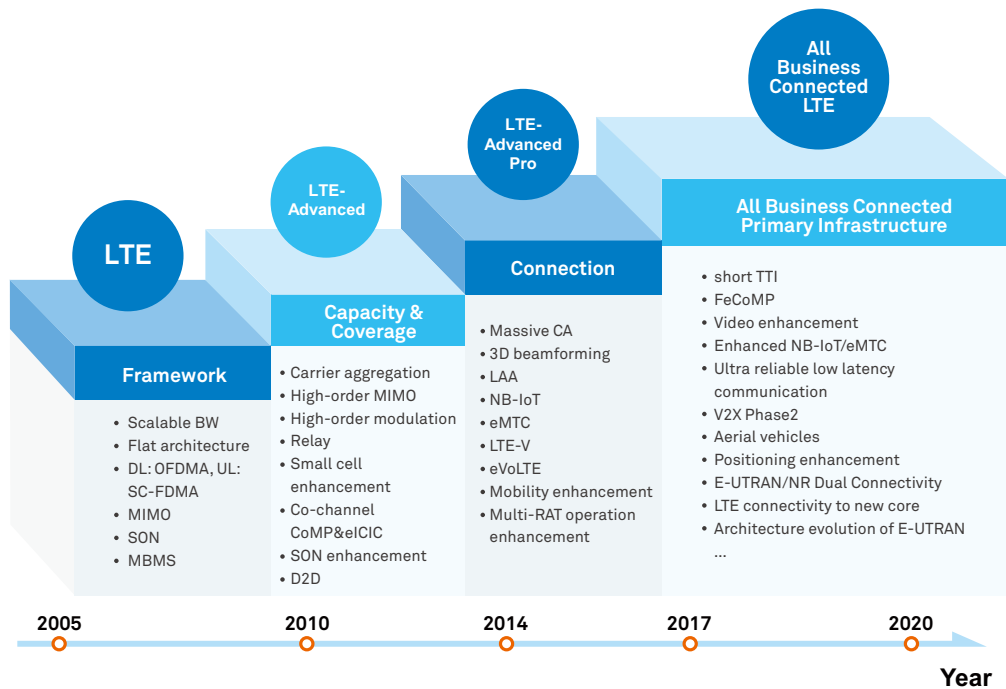 LTE
Framework
• Scalable BW
• Flat architecture
• DL: OFDMA, UL:
SC-FDMA
• MIMO
• SON
• MBMS
LTE-
Advanced
Capacity &
Coverage
• Carrier aggregation
• High-order MIMO
• High-order modulation
• Relay
• Small cell
enhancement
• Co-channel
CoMP&eICIC
• SON enhancement
• D2D
LTE-
Advanced
Pro
Connection
• Massive CA
• 3D beamforming
• LAA
• NB-IoT
• eMTC
• LTE-V
• eVoLTE
• Mobility enhancement
• Multi-RAT operation
enhancement
All
Business
Connected
LTE
All Business Connected
Primary Infrastructure
• short TTI
• FeCoMP
• Video enhancement
• Enhanced NB-IoT/eMTC
• Ultra reliable low latency
communication
• V2X Phase2
• Aerial vehicles
• Positioning enhancement
• E-UTRAN/NR Dual Connectivity
• LTE connectivity to new core
• Architecture evolution of E-UTRAN
...
2005
2010
2014
2017
2020
Year